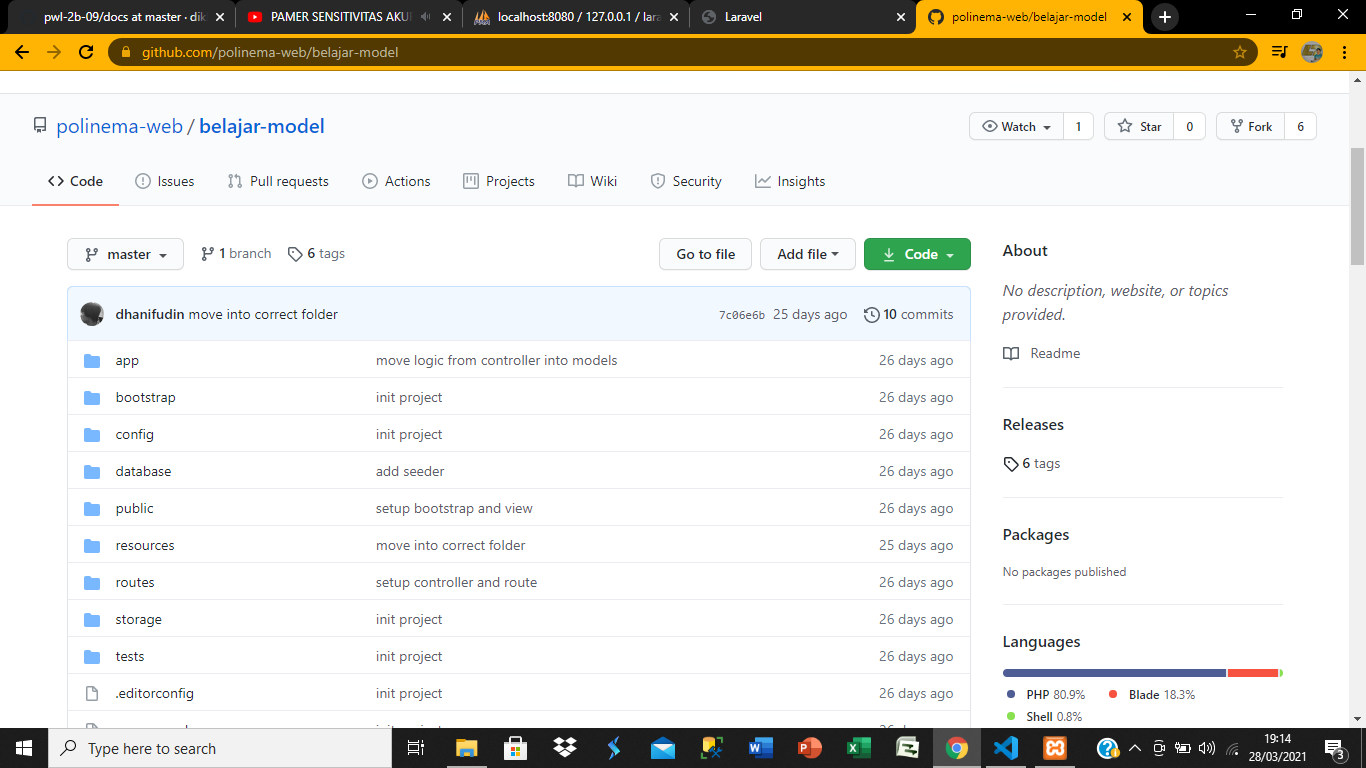 pwl-2b-09/docs at master · dik
PAMER SENSITIVITAS AKU
localhost:8080 / 127.0.0.1 / lara
Laravel
polinema-web/belajar-model
github.com/polinema-web/belajar-model
polinema-web / belajar-model
Watch 1
Star 0
Fork 6
Code
Issues
Pull requests
Actions
Projects
Wiki
Security
Insights
master
1 branch
6 tags
Go to file
Add file
Code
dhanifudin move into correct folder 7c06e6b 25 days ago 10 commits
app move logic from controller into models 26 days ago
bootstrap init project 26 days ago
config init project 26 days ago
database add seeder 26 days ago
public setup bootstrap and view 26 days ago
resources move into correct folder 25 days ago
routes setup controller and route 26 days ago
storage init project 26 days ago
tests init project 26 days ago
.editorconfig init project 26 days ago
About
No description, website, or topics
provided.
Readme
Releases
6 tags
Packages
No packages published
Languages
PHP 80.9% Blade 18.3%
Shell 0.8%
Type here to search
19:14
28/03/2021
3